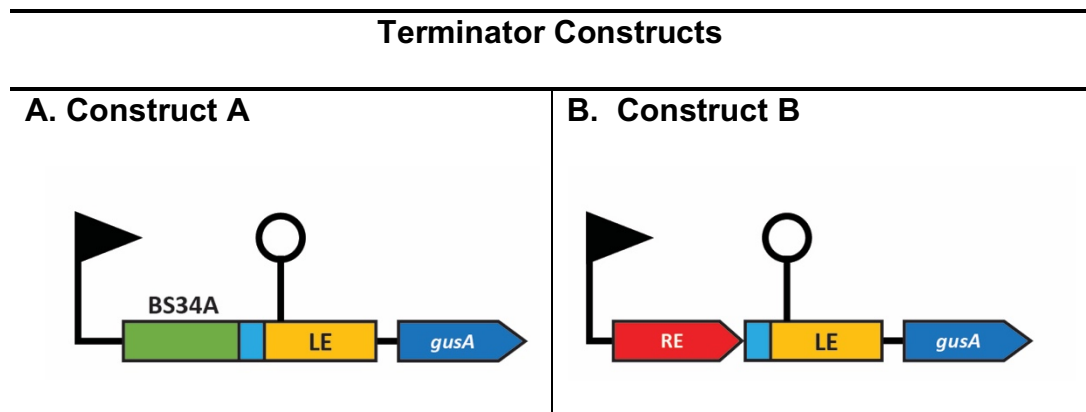 Terminator Constructs
A. Construct A
B. Construct B
BS34A
LE
gusA
RE
LE
gusA